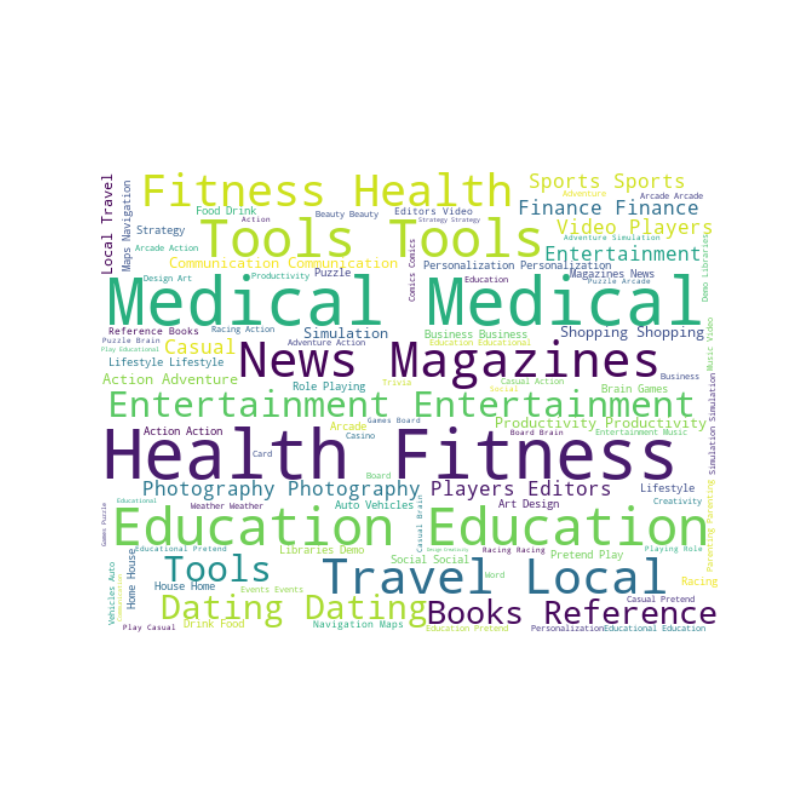 Fitness Health
Sports Sports
Adventure
Arcade Arcade
Local Travel
Maps Navigation
Food Drink
Action
Beauty Beauty
Editors Video
Strategy Strategy
Finance Finance
Strategy
Tools Tools
Video Players
Adventure Simulation
Arcade Action
Entertainment
Communication Communication
Puzzle
Comics Comics
Personalization Personalization
Magazines News
Demo Libraries
Design Art
Productivity
Education
Puzzle Arcade
Medical Medical
Reference Books
Racing Action
Simulation
Business Business
Shopping Shopping
Music Video
Puzzle Brain
Play Educational
Casual
Adventure Action
Education Educational
News Magazines
Lifestyle Lifestyle
Action Adventure
Role Playing
Trivia
Casual Action
Social
Brain Games
Business
Simulation Simulation
Entertainment Entertainment
Action Action
Arcade
Games Board
Casino
Productivity Productivity
Board Brain
Entertainment Music
Health Fitness
Card
Board
Photography Photography
Players Editors
Lifestyle
Creativity
Parenting Parenting
Educational
Games Puzzle
Weather Weather
Auto Vehicles
Casual Brain
Art Design
Education Education
Educational Pretend
Libraries Demo
Design Creativity
Racing Racing
Pretend Play
Playing Role
Home House
Vehicles Auto
Communication
Tools
House Home
Events Events
Social Social
Travel Local
Word
Racing
Dating Dating
Books Reference
Casual Pretend
Play Casual
Drink Food
Navigation Maps
Education Pretend
Personalization
Educational Education